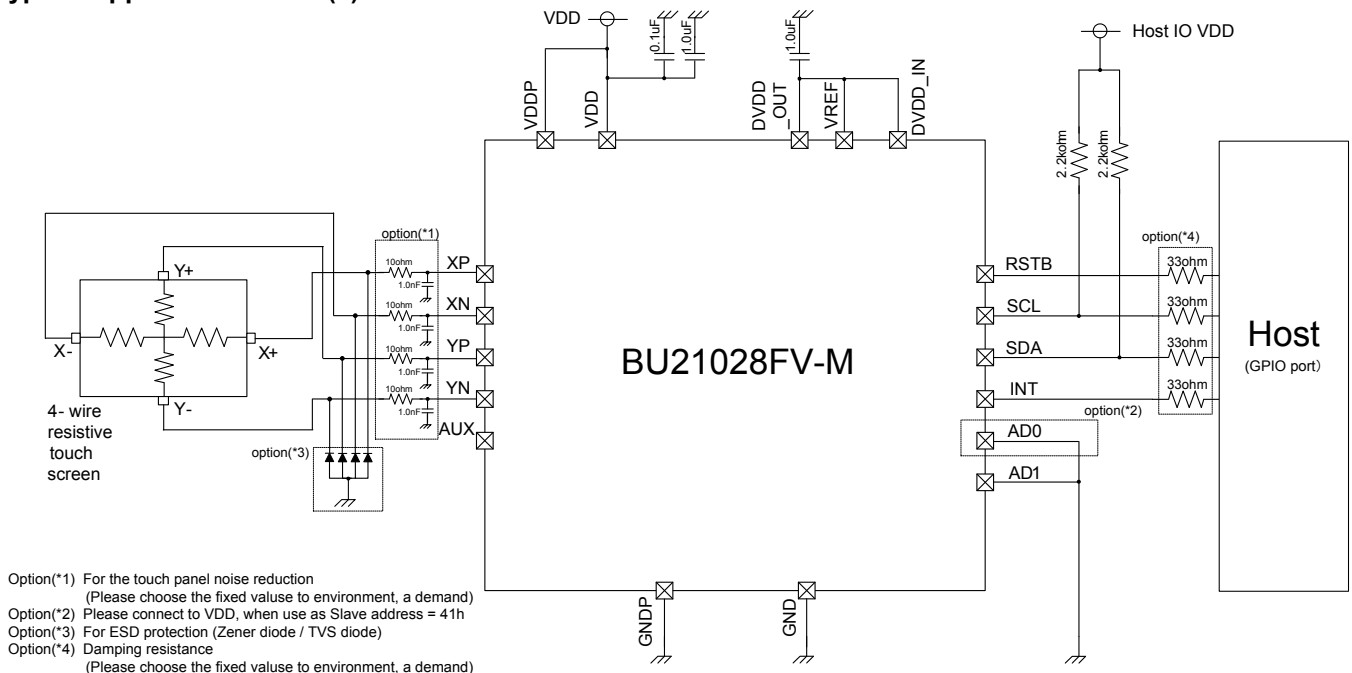 VDD
0.1uF
1.0uF
1.0uF
Host IO VDD
VDDP
VDD
DVDD
_OUT
VREF
DVDD_IN
2.2kohm
2.2kohm
option(*1)
option(*4)
10ohm
1.0nF
XP
10ohm
1.0nF
XN
10ohm
1.0nF
YP
10ohm
1.0nF
YN
AUX
Y+
X-
X+
Y-
4- wire
resistive
touch
screen
option(*3)
BU21028FV-M
RSTB
33ohm
SCL
33ohm
SDA
33ohm
INT
33ohm
option(*2)
AD0
AD1
Host
(GPIO port)
GNDP
GND
Option(*1) For the touch panel noise reduction
(Please choose the fixed valuse to environment, a demand)
Option(*2) Please connect to VDD, when use as Slave address = 41h
Option(*3) For ESD protection (Zener diode / TVS diode)
Option(*4) Damping resistance
(Please choose the fixed valuse to environment, a demand)